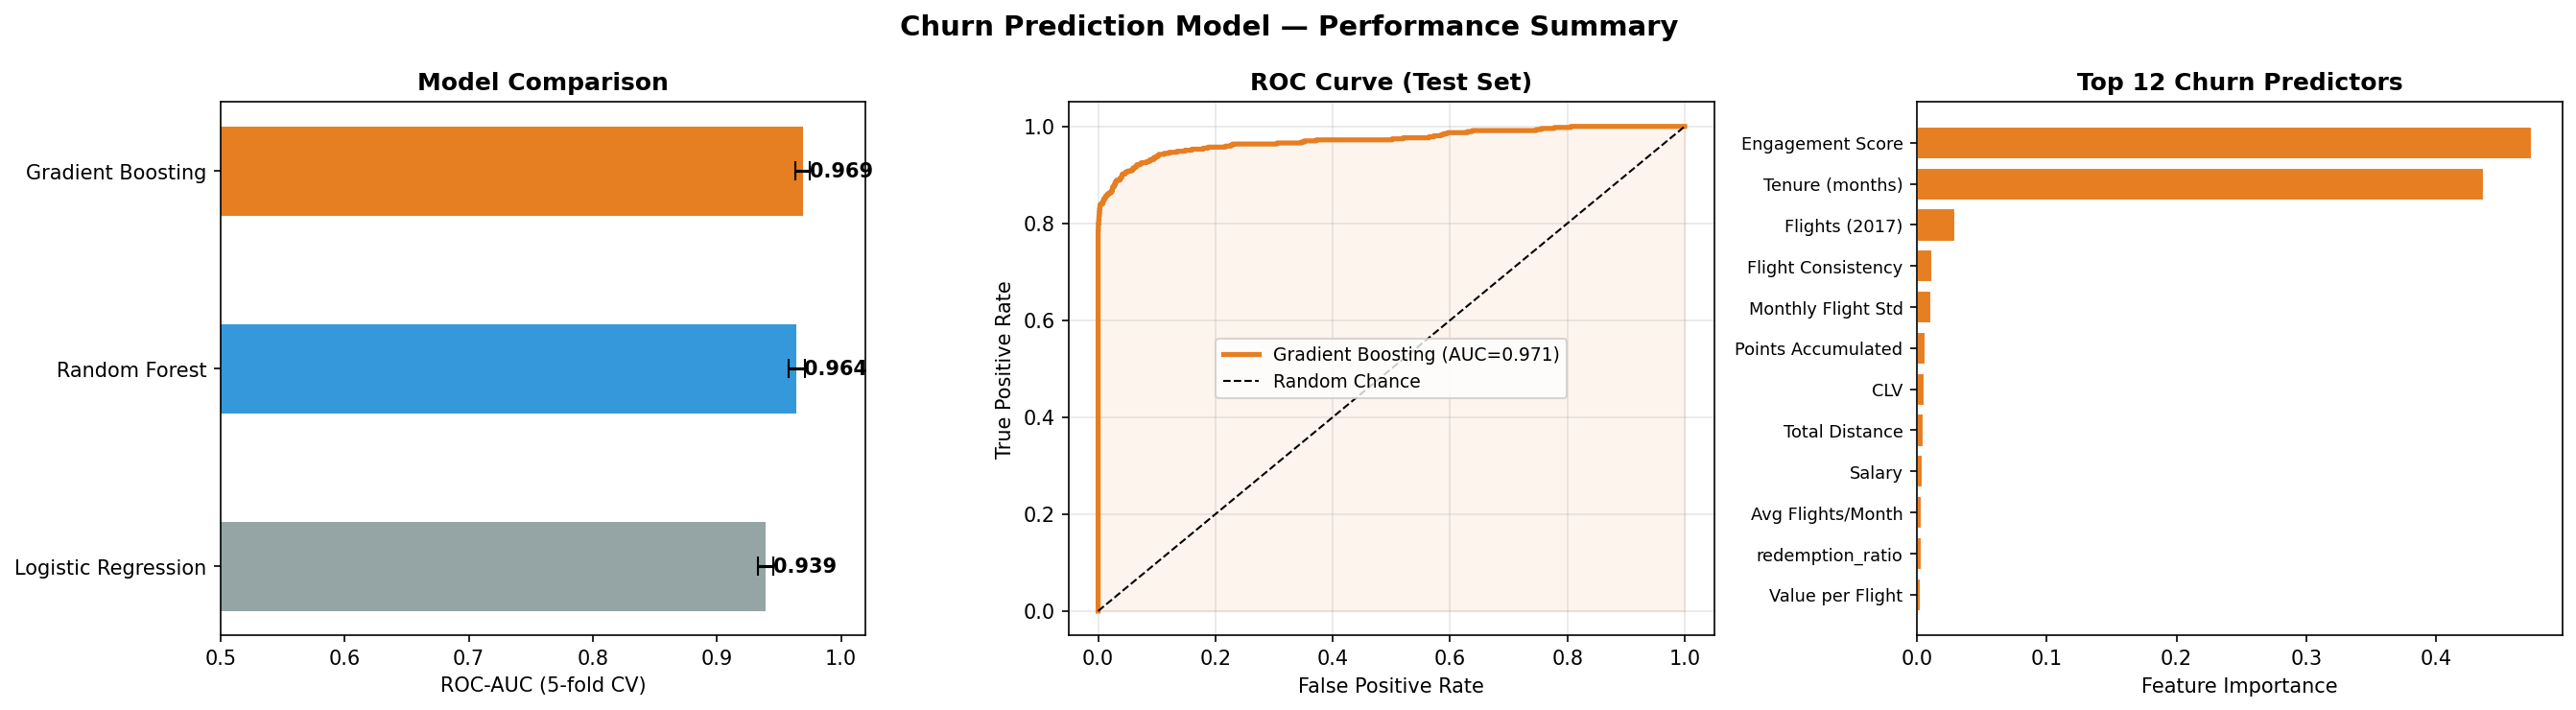 Churn Prediction Model — Performance Summary
Model Comparison
Gradient Boosting
0.969
Random Forest
0.964
Logistic Regression
0.939
0.5 0.6 0.7 0.8 0.9 1.0
ROC-AUC (5-fold CV)
ROC Curve (Test Set)
True Positive Rate
1.0
0.8
0.6
0.4
0.2
0.0
Gradient Boosting (AUC=0.971)
Random Chance
0.0 0.2 0.4 0.6 0.8 1.0
False Positive Rate
Top 12 Churn Predictors
Engagement Score
Tenure (months)
Flights (2017)
Flight Consistency
Monthly Flight Std
Points Accumulated
CLV
Total Distance
Salary
Avg Flights/Month
redemption_ratio
Value per Flight
0.0 0.1 0.2 0.3 0.4
Feature Importance